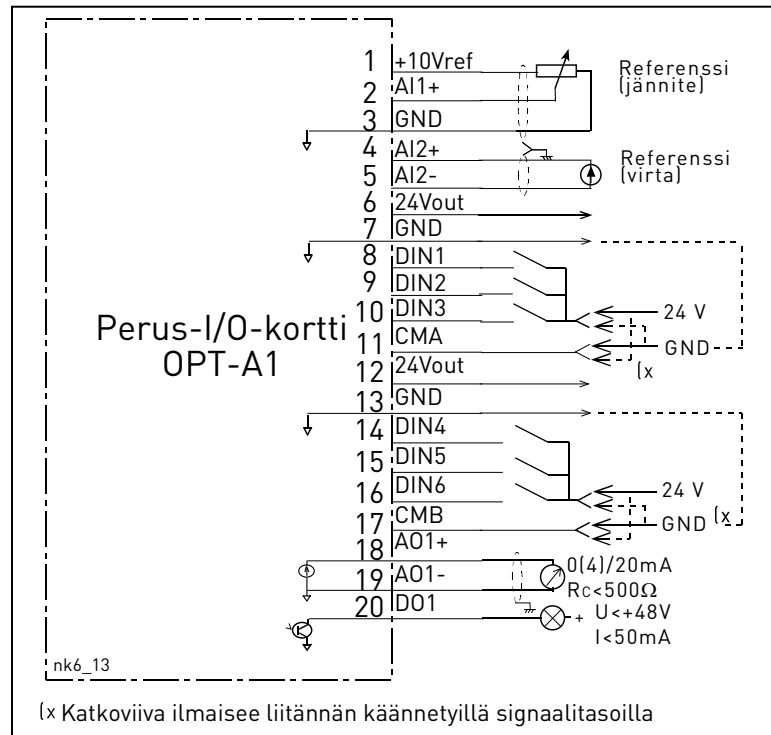 1 +10Vref
2 AI1+
3 GND
4 AI2+
5 AI2-
6 24Vout
7 GND
8 DIN1
9 DIN2
10 DIN3
11 CMA
12 24Vout
13 GND
14 DIN4
15 DIN5
16 DIN6
17 CMB
18 AO1+
19 AO1-
20 DO1
Perus-I/O-kortti
OPT-A1
Referenssi
(jännite)
Referenssi
(virta)
24 V
GND
(x
24 V
GND (x
0(4)/20mA
Rc<500Ω
+ U<+48V
I<50mA
nk6_13
(x Katkoviiva ilmaisee liitännän käännetyillä signaalitasoilla